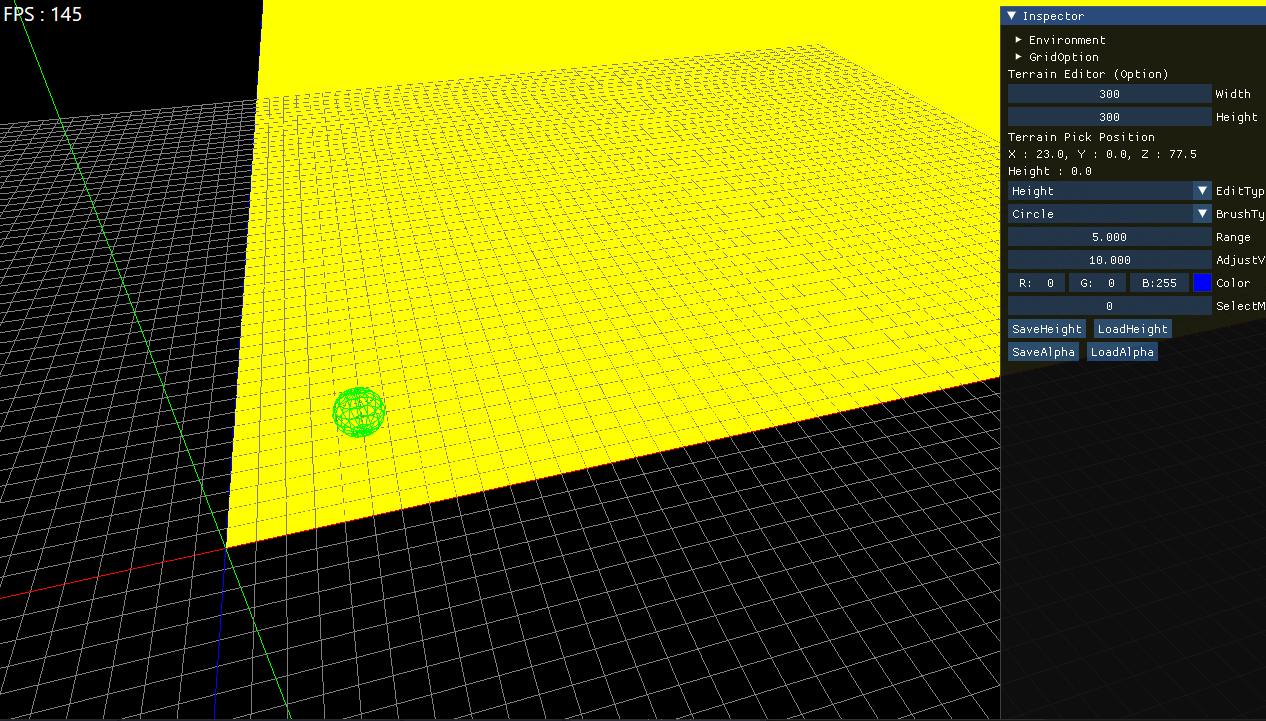 FPS : 145
Inspector
Environment
GridOption
Terrain Editor (Option)
300 Width
300 Height
Terrain Pick Position
X : 23.0, Y : 0.0, Z : 77.5
Height : 0.0
Height EditTyp
Circle BrushTy
5.000 Range
10.000 AdjustV
R: 0 G: 0 B:255 Color
0 SelectM
SaveHeight LoadHeight
SaveAlpha LoadAlpha